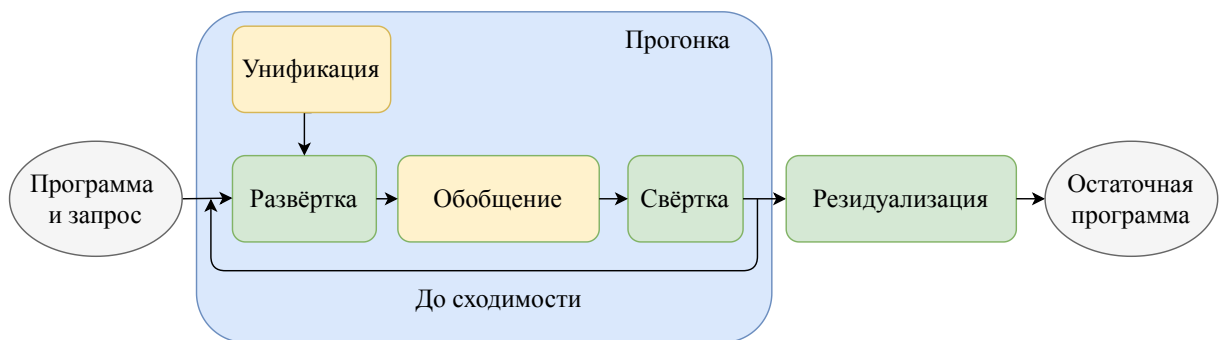 Прогонка
Унификация
Программа
и запрос
Развёртка
Обобщение
Свёртка
Резидуализация
Остаточная
программа
До сходимости